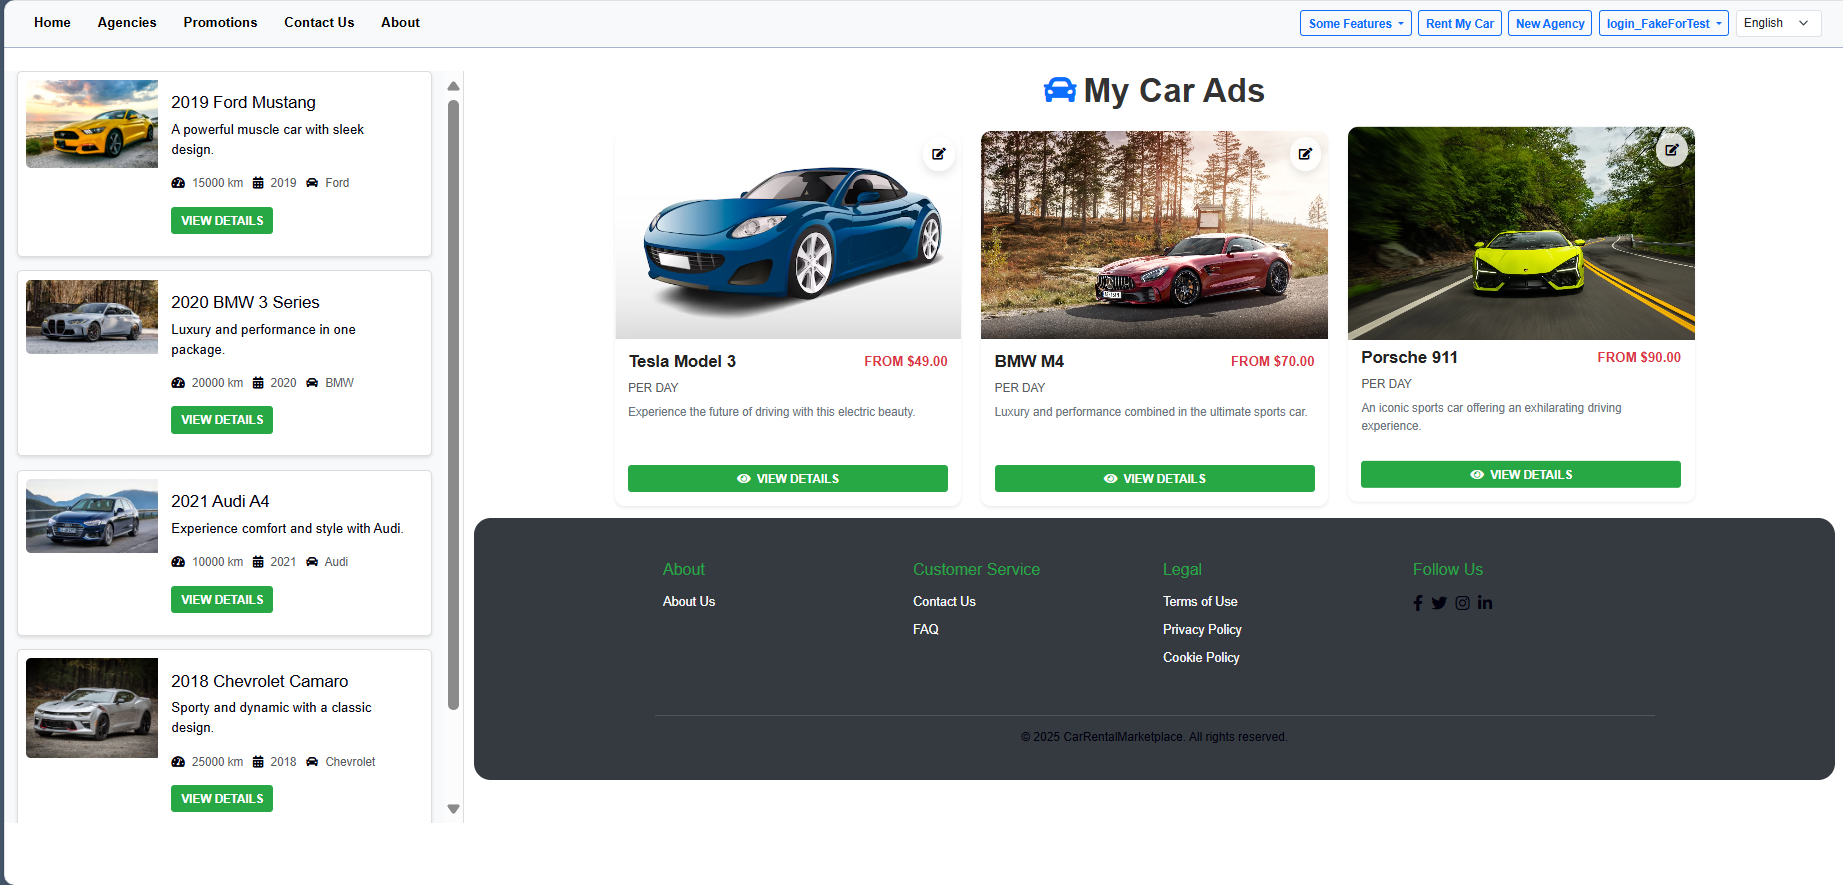 Home Agencies Promotions Contact Us About Some Features Rent My Car New Agency login_FakeForTest English
2019 Ford Mustang
A powerful muscle car with sleek
design.
15000 km 2019 Ford
VIEW DETAILS
2020 BMW 3 Series
Luxury and performance in one
package.
20000 km 2020 BMW
VIEW DETAILS
2021 Audi A4
Experience comfort and style with Audi.
10000 km 2021 Audi
VIEW DETAILS
2018 Chevrolet Camaro
Sporty and dynamic with a classic
design.
25000 km 2018 Chevrolet
VIEW DETAILS
My Car Ads
Tesla Model 3 FROM $49.00
PER DAY
Experience the future of driving with this electric beauty.
VIEW DETAILS
BMW M4 FROM $70.00
PER DAY
Luxury and performance combined in the ultimate sports car.
VIEW DETAILS
Porsche 911 FROM $90.00
PER DAY
An iconic sports car offering an exhilarating driving
experience.
VIEW DETAILS
About
About Us
Customer Service
Contact Us
FAQ
Legal
Terms of Use
Privacy Policy
Cookie Policy
Follow Us
© 2025 CarRentalMarketplace. All rights reserved.